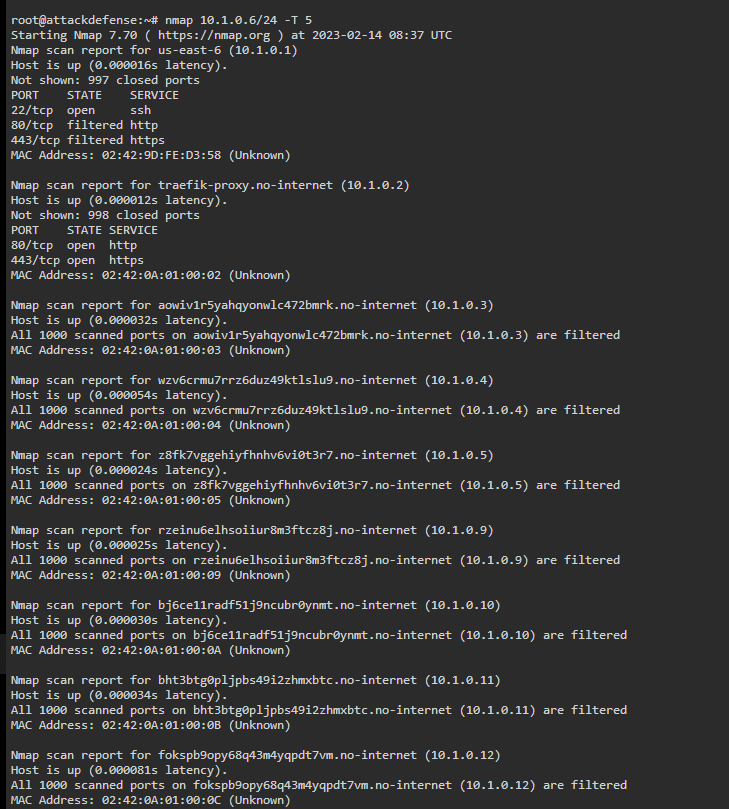 root@attackdefense:~# nmap 10.1.0.6/24 -T 5
Starting Nmap 7.70 ( https://nmap.org ) at 2023-02-14 08:37 UTC
Nmap scan report for us-east-6 (10.1.0.1)
Host is up (0.000016s latency).
Not shown: 997 closed ports
PORT    STATE    SERVICE
22/tcp  open     ssh
80/tcp  filtered http
443/tcp filtered https
MAC Address: 02:42:9D:FE:D3:58 (Unknown)

Nmap scan report for traefik-proxy.no-internet (10.1.0.2)
Host is up (0.000012s latency).
Not shown: 998 closed ports
PORT    STATE SERVICE
80/tcp  open  http
443/tcp open  https
MAC Address: 02:42:0A:01:00:02 (Unknown)

Nmap scan report for aowiv1r5yahqyonwlc472bmrk.no-internet (10.1.0.3)
Host is up (0.000032s latency).
All 1000 scanned ports on aowiv1r5yahqyonwlc472bmrk.no-internet (10.1.0.3) are filtered
MAC Address: 02:42:0A:01:00:03 (Unknown)

Nmap scan report for wzv6crmu7rrz6duz49ktlslu9.no-internet (10.1.0.4)
Host is up (0.000054s latency).
All 1000 scanned ports on wzv6crmu7rrz6duz49ktlslu9.no-internet (10.1.0.4) are filtered
MAC Address: 02:42:0A:01:00:04 (Unknown)

Nmap scan report for z8fk7vggehiyfhnhv6vi0t3r7.no-internet (10.1.0.5)
Host is up (0.000024s latency).
All 1000 scanned ports on z8fk7vggehiyfhnhv6vi0t3r7.no-internet (10.1.0.5) are filtered
MAC Address: 02:42:0A:01:00:05 (Unknown)

Nmap scan report for rzeinu6elhsoiiur8m3ftcz8j.no-internet (10.1.0.9)
Host is up (0.000025s latency).
All 1000 scanned ports on rzeinu6elhsoiiur8m3ftcz8j.no-internet (10.1.0.9) are filtered
MAC Address: 02:42:0A:01:00:09 (Unknown)

Nmap scan report for bj6ce11radf51j9ncubr0ynmt.no-internet (10.1.0.10)
Host is up (0.000030s latency).
All 1000 scanned ports on bj6ce11radf51j9ncubr0ynmt.no-internet (10.1.0.10) are filtered
MAC Address: 02:42:0A:01:00:0A (Unknown)

Nmap scan report for bht3btg0pljpbs49i2zhmxbtc.no-internet (10.1.0.11)
Host is up (0.000034s latency).
All 1000 scanned ports on bht3btg0pljpbs49i2zhmxbtc.no-internet (10.1.0.11) are filtered
MAC Address: 02:42:0A:01:00:0B (Unknown)

Nmap scan report for fokspb9opy68q43m4yqpdt7vm.no-internet (10.1.0.12)
Host is up (0.000081s latency).
All 1000 scanned ports on fokspb9opy68q43m4yqpdt7vm.no-internet (10.1.0.12) are filtered
MAC Address: 02:42:0A:01:00:0C (Unknown)